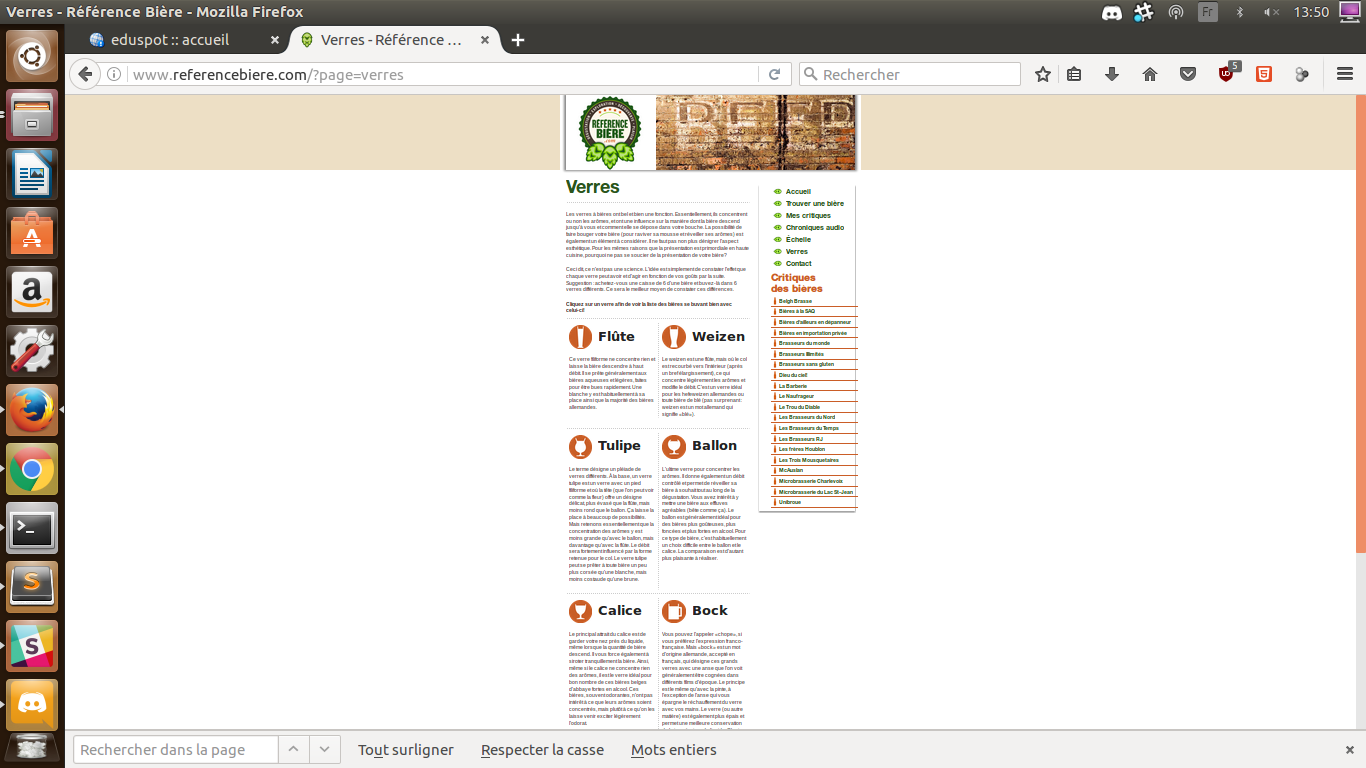 Verres - Référence Bière - Mozilla Firefox
Fr
13:50
eduspot :: accueil
Verres - Référence ...
www.referencebiere.com/?page=verres
Rechercher
5
RÉFÉRENCE
BIÈRE
.COM
Verres
Les verres à bières ont bel et bien une fonction. Essentiellement, ils concentrent
ou non les arômes, et ont une influence sur la manière dont la bière descend
jusqu'à vous et comment elle se dépose dans votre bouche. La possibilité de
faire bouger votre bière (pour raviver sa mousse et réveiller ses arômes) est
également un élément à considérer. Il ne faut pas non plus dénigrer l'aspect
esthétique. Pour les mêmes raisons que la présentation est primordiale en haute
cuisine, pourquoi ne pas se soucier de la présentation de votre bière?
Ceci dit, ce n'est pas une science. L'idée est simplement de constater l'effet que
chaque verre peut avoir et d'agir en fonction de vos goûts par la suite.
Suggestion : achetez-vous une caisse de 6 d'une bière et buvez-là dans 6
verres différents. Ce sera le meilleur moyen de constater ces différences.
Cliquez sur un verre afin de voir la liste des bières se buvant bien avec
celui-ci!
Flûte
Ce verre filiforme ne concentre rien et
laisse la bière descendre à haut
débit. Il se prête généralement aux
bières aqueuses et légères, faites
pour être bues rapidement. Une
blanche y est habituellement à sa
place ainsi que la majorité des bières
allemandes.
Weizen
Le weizen est une flûte, mais où le col
est recourbé vers l'intérieur (après
un bref élargissement), ce qui
concentre légèrement les arômes et
modifie le débit. C'est un verre idéal
pour les hefeweizen allemandes ou
toute bière de blé (pas surprenant:
weizen est un mot allemand qui
signifie «blé»).
Tulipe
Le terme désigne un pléiade de
verres différents. À la base, un verre
tulipe est un verre avec un pied
filiforme et où la tête (que l'on peut voir
comme la fleur) offre un désigne
délicat, plus évasé que la flûte, mais
moins rond que le ballon. Ça laisse la
place à beaucoup de possibilités.
Mais retenons essentiellement que la
concentration des arômes y est
moins grande qu'avec le ballon, mais
davantage qu'avec la flûte. Le débit
sera fortement influencé par la forme
retenue pour le col. Le verre tulipe
peut se prêter à toute bière un peu
plus corsée qu'une blanche, mais
moins costaude qu'une brune.
Ballon
L'ultime verre pour concentrer les
arômes. Il donne également un débit
contrôlé et permet de réveiller sa
bière à souhait tout au long de la
dégustation. Vous avez intérêt à y
mettre une bière aux effluves
agréables (bête comme ça). Le
ballon est généralement idéal pour
des bières plus goûteuses, plus
foncées et plus fortes en alcool. Pour
ce type de bière, c'est habituellement
un choix difficile entre le ballon et le
calice. La comparaison est d'autant
plus plaisante à réaliser.
Calice
Le principal attrait du calice est de
garder votre nez près du liquide,
même lorsque la quantité de bière
descend. Il vous force également à
siroter tranquillement la bière. Ainsi,
même si le calice ne concentre rien
des arômes, il est le verre idéal pour
bon nombre de ces bières belges
d'abbaye fortes en alcool. Ces
bières, souvent odorantes, n'ont pas
intérêt à ce que leurs arômes soient
concentrés, mais plutôt à ce qu'on les
laisse venir exciter légèrement
l'odorat.
Bock
Vous pouvez l'appeler «chope», si
vous préférez l'expression franco-
française. Mais «bock» est un mot
d'origine allemande, accepté en
français, qui désigne ces grands
verres avec une anse que l'on voit
généralement être cognées dans
différents films d'époque. Le principe
est le même qu'avec la pinte, à
l'exception de l'anse qui vous
épargne le réchauffement du verre
avec vos mains. Le verre (ou autre
matière) est également plus épais et
permet une meilleure conservation
Accueil
Trouver une bière
Mes critiques
Chroniques audio
Échelle
Verres
Contact
Critiques
des bières
Belgh Brasse
Bières à la SAQ
Bières d'ailleurs en dépanneur
Bières en importation privée
Brasseurs du monde
Brasseurs Illimités
Brasseurs sans gluten
Dieu du ciel!
La Barberie
Le Naufrageur
Le Trou du Diable
Les Brasseurs du Nord
Les Brasseurs du Temps
Les Brasseurs RJ
Les frères Houblon
Les Trois Mousquetaires
McAuslan
Microbrasserie Charlevoix
Microbrasserie du Lac St-Jean
Unibroue
Rechercher dans la page
Tout surligner
Respecter la casse
Mots entiers